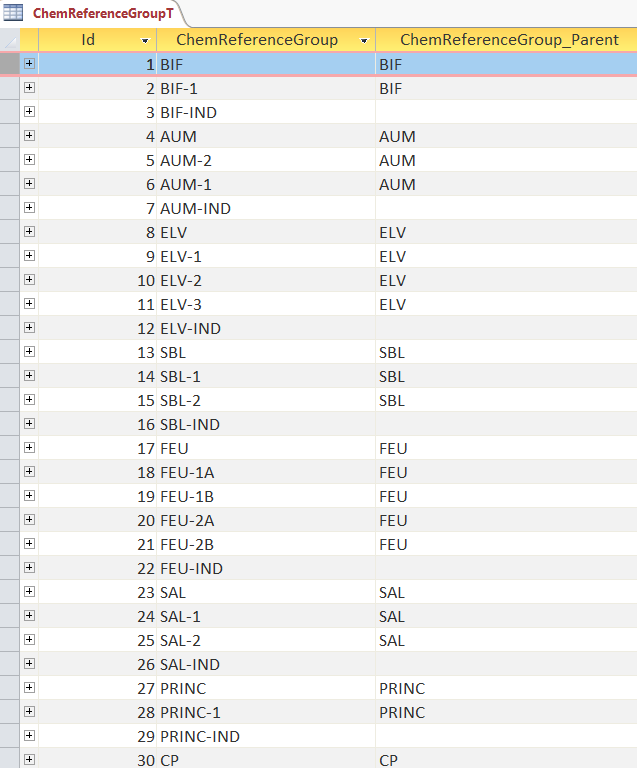 ChemReferenceGroupT
Id ChemReferenceGroup ChemReferenceGroup_Parent
1 BIF BIF
2 BIF-1 BIF
3 BIF-IND
4 AUM AUM
5 AUM-2 AUM
6 AUM-1 AUM
7 AUM-IND
8 ELV ELV
9 ELV-1 ELV
10 ELV-2 ELV
11 ELV-3 ELV
12 ELV-IND
13 SBL SBL
14 SBL-1 SBL
15 SBL-2 SBL
16 SBL-IND
17 FEU FEU
18 FEU-1A FEU
19 FEU-1B FEU
20 FEU-2A FEU
21 FEU-2B FEU
22 FEU-IND
23 SAL SAL
24 SAL-1 SAL
25 SAL-2 SAL
26 SAL-IND
27 PRINC PRINC
28 PRINC-1 PRINC
29 PRINC-IND
30 CP CP